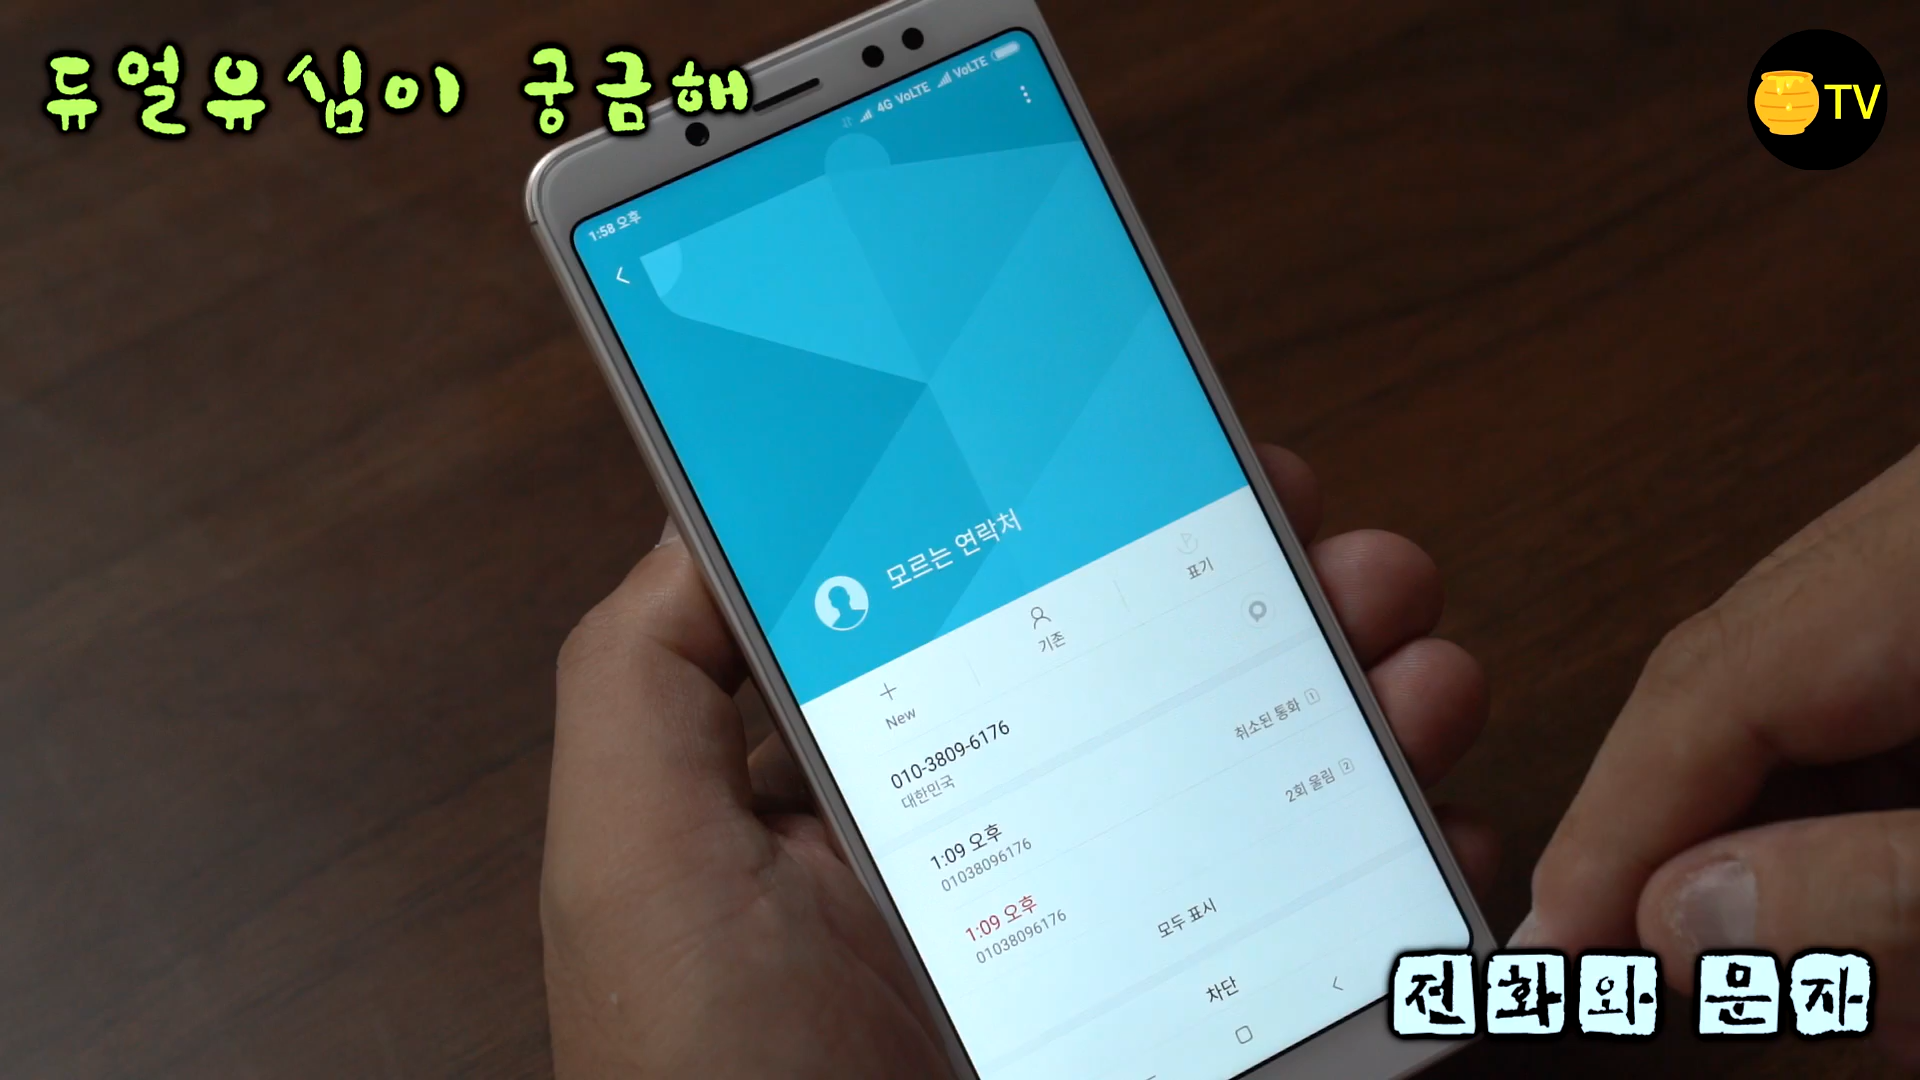 듀얼유심이 궁금해
TV
4G VoLTE VoLTE
1:58 오후
모르는 연락처
New
기존
표기
010-3809-6176
대한민국
1:09 오후
취소된 통화 1
01038096176
1:09 오후
2회 울림 2
01038096176
모두 표시
차단
전화와 문자